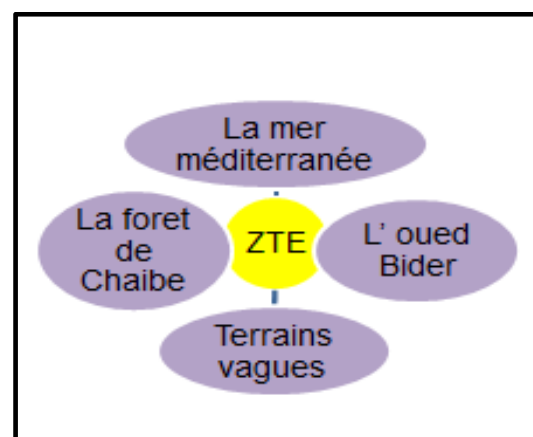 La mer
méditerranée
La foret
de
Chaibe
ZTE
L' oued
Bider
Terrains
vagues